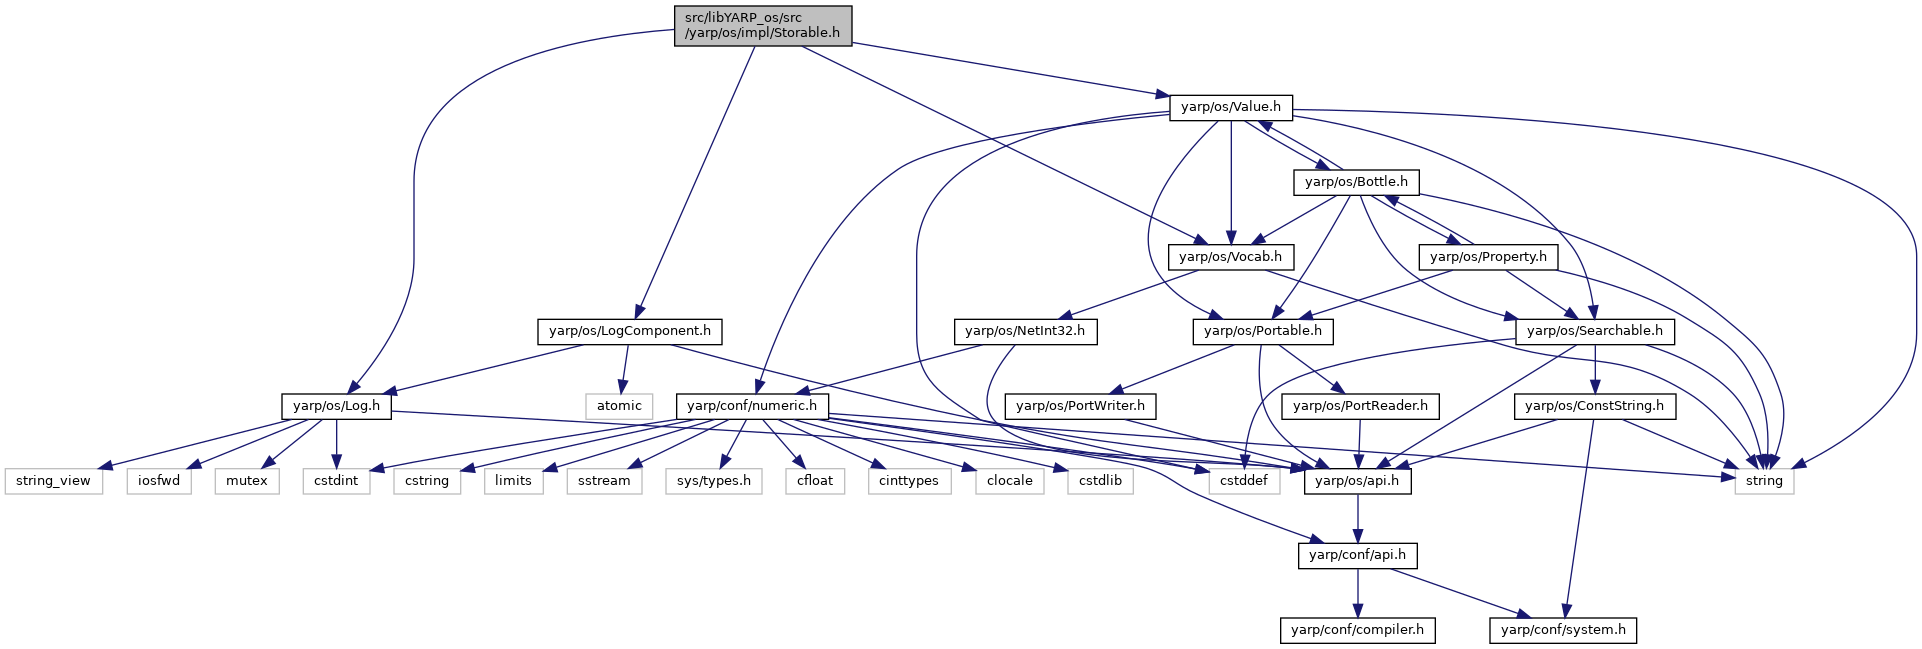 src/libYARP_os/src
/yarp/os/impl/Storable.h
yarp/os/Value.h
yarp/os/Bottle.h
yarp/os/Vocab.h
yarp/os/Property.h
yarp/os/LogComponent.h
yarp/os/NetInt32.h
yarp/os/Portable.h
yarp/os/Searchable.h
yarp/os/Log.h
atomic
yarp/conf/numeric.h
yarp/os/PortWriter.h
yarp/os/PortReader.h
yarp/os/ConstString.h
string_view
iosfwd
mutex
cstdint
cstring
limits
sstream
sys/types.h
cfloat
cinttypes
clocale
cstdlib
cstddef
yarp/os/api.h
string
yarp/conf/api.h
yarp/conf/compiler.h
yarp/conf/system.h